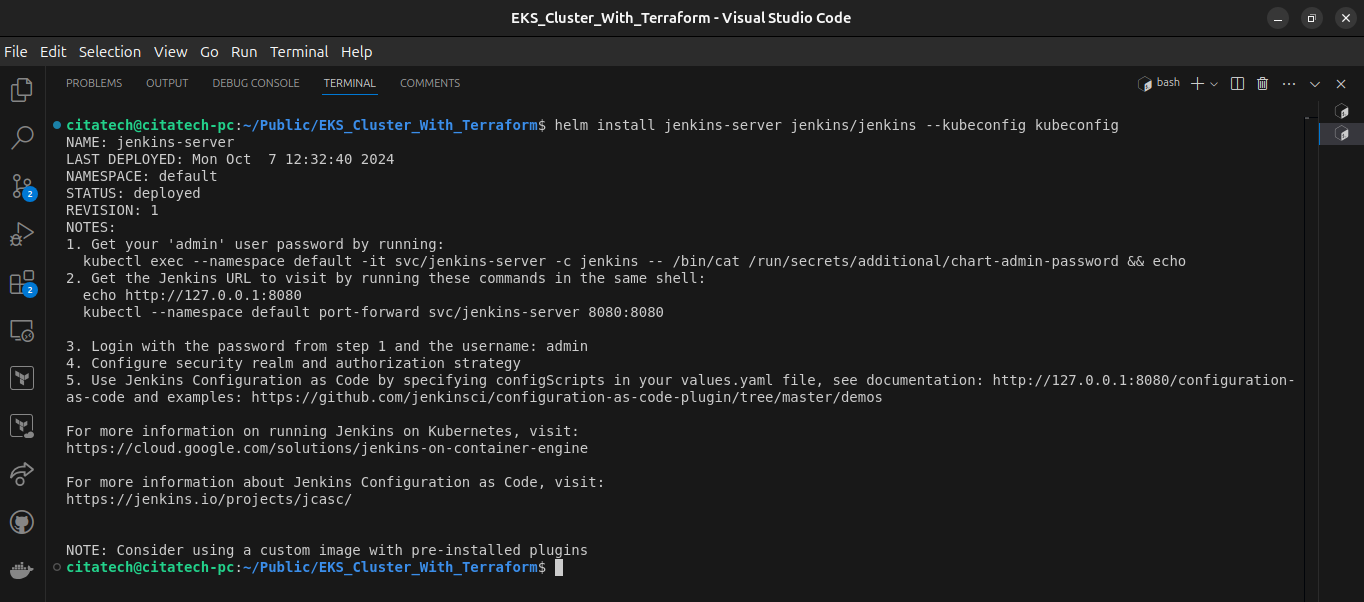 EKS_Cluster_With_Terraform - Visual Studio Code
File Edit Selection View Go Run Terminal Help
PROBLEMS OUTPUT DEBUG CONSOLE TERMINAL COMMENTS bash
citatech@citatech-pc:~/Public/EKS_Cluster_With_Terraform$ helm install jenkins-server jenkins/jenkins --kubeconfig kubeconfig
NAME: jenkins-server
LAST DEPLOYED: Mon Oct  7 12:32:40 2024
NAMESPACE: default
STATUS: deployed
REVISION: 1
NOTES:
1. Get your 'admin' user password by running:
  kubectl exec --namespace default -it svc/jenkins-server -c jenkins -- /bin/cat /run/secrets/additional/chart-admin-password && echo
2. Get the Jenkins URL to visit by running these commands in the same shell:
  echo http://127.0.0.1:8080
  kubectl --namespace default port-forward svc/jenkins-server 8080:8080
3. Login with the password from step 1 and the username: admin
4. Configure security realm and authorization strategy
5. Use Jenkins Configuration as Code by specifying configScripts in your values.yaml file, see documentation: http://127.0.0.1:8080/configuration-
as-code and examples: https://github.com/jenkinsci/configuration-as-code-plugin/tree/master/demos
For more information on running Jenkins on Kubernetes, visit:
https://cloud.google.com/solutions/jenkins-on-container-engine
For more information about Jenkins Configuration as Code, visit:
https://jenkins.io/projects/jcasc/
NOTE: Consider using a custom image with pre-installed plugins
citatech@citatech-pc:~/Public/EKS_Cluster_With_Terraform$
2
2